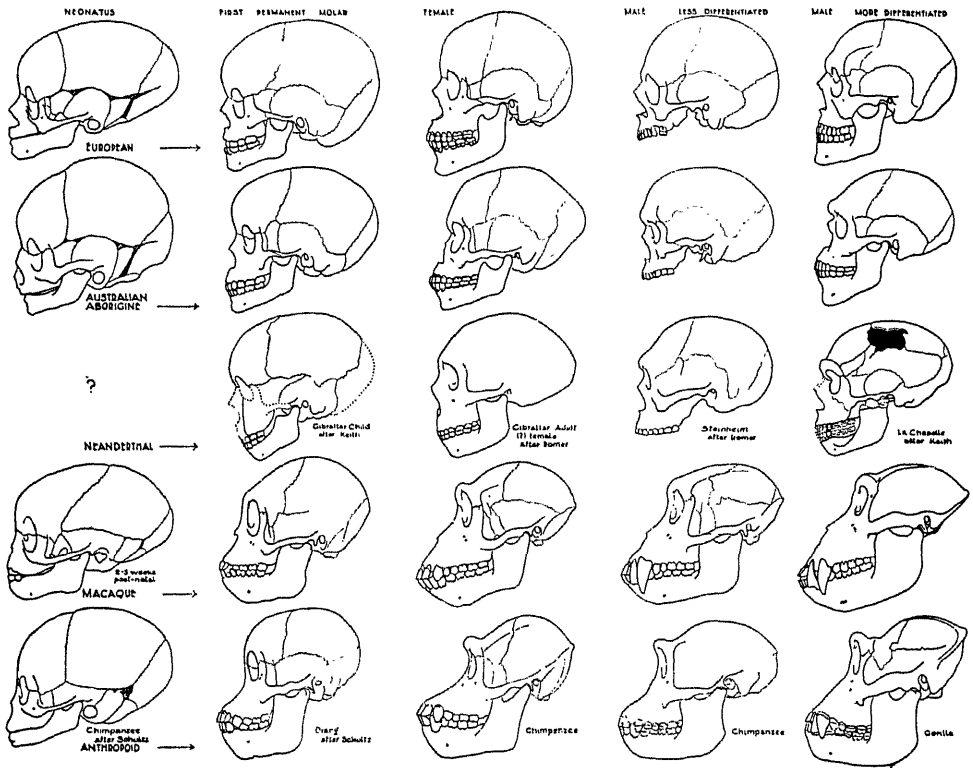 NEONATUS FIRST PERMANENT MOLAR FEMALE MALE LESS DIFFERENTIATED MALE MORE DIFFERENTIATED
EUROPEAN
AUSTRALIAN
ABORIGINE
?
Gibraltar Child
after Keith
Gibraltar Adult
(?) female
After Romer
Steinheim
after Romer
La Chapelle
after Keith
NEANDERTHAL
2-3 weeks
post-natal
MACAQUE
Chimpanzee
after Schultz
ANTHROPOID
after Schultz
Chimpanzee
Chimpanzee
Gorilla